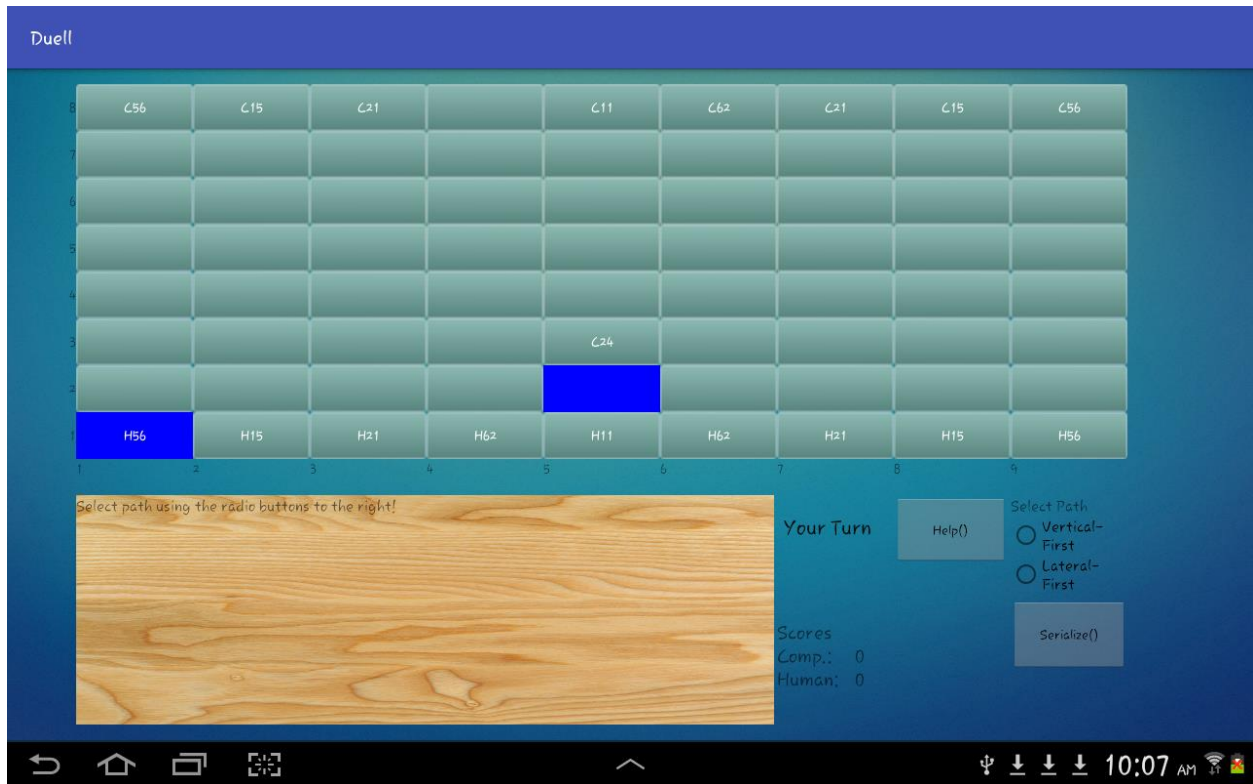 Duell
8 C56 C15 C21 C11 C62 C21 C15 C56
7
6
5
4
3 C24
2
1 H56 H15 H21 H62 H11 H62 H21 H15 H56
1 2 3 4 5 6 7 8 9
Select path using the radio buttons to the right!
Your Turn
Help()
Select Path
Vertical-
First
Lateral-
First
Scores
Comp.: 0
Human: 0
Serialize()
10:07 AM